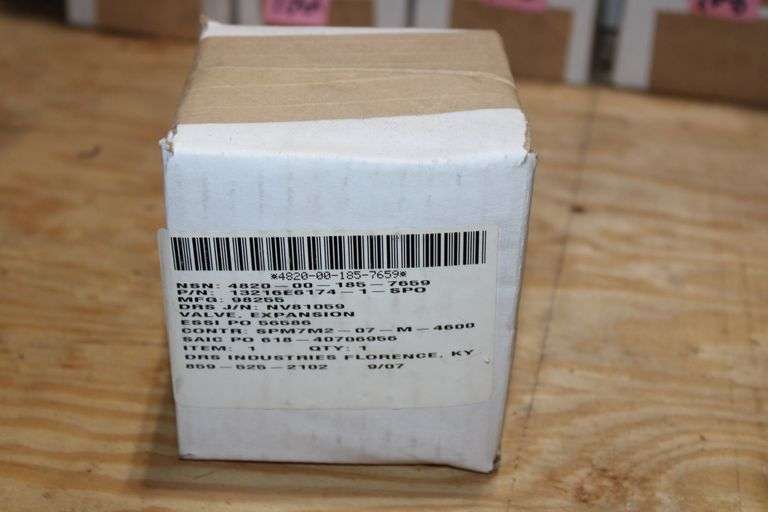 *4820-00-185-7659*
NSN: 4820-00-185-7659
P/N: 13216E6174-1-SPO
MFG: 98255
DRS J/N: NV81059
VALVE, EXPANSION
ESSI PO 56586
CONTR: SPM7M2-07-M-4600
SAIC PO 618-40706956
ITEM: 1 QTY: 1
DRS INDUSTRIES FLORENCE, KY
859-525-2102 9/07